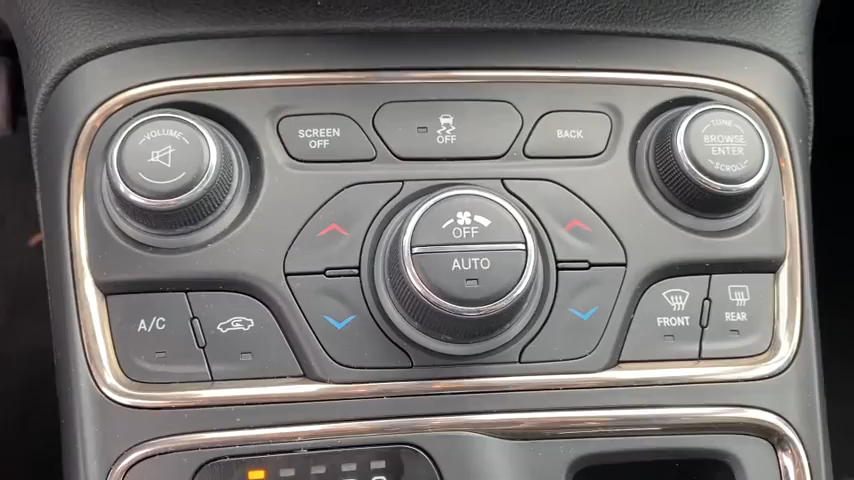 VOLUME
SCREEN
OFF
OFF
BACK
TUNE
BROWSE
ENTER
SCROLL
OFF
AUTO
A/C
FRONT
REAR